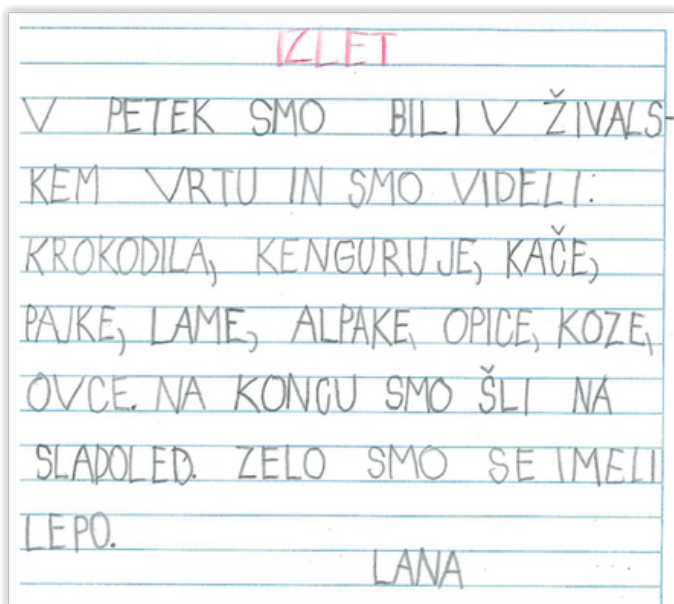 IZLET
V PETEK SMO BILI V ŽIVALS-
KEM VRTU IN SMO VIDELI:
KROKODILA, KENGURUJE, KAČE,
PAJKE, LAME, ALPAKE, OPICE, KOZE,
OVCE. NA KONCU SMO ŠLI NA
SLADOLED. ZELO SMO SE IMELI
LEPO.
LANA